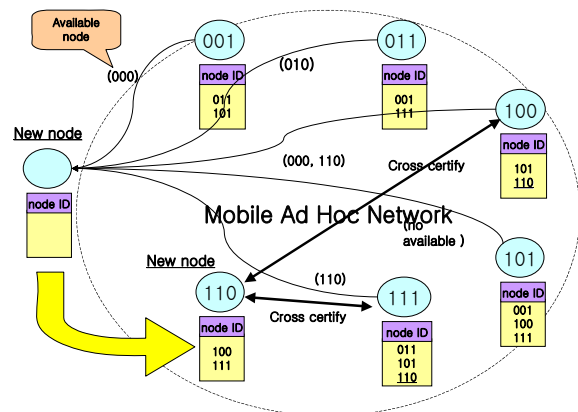 Available
node
(000)
001
node ID
011
101
(010)
011
node ID
001
111
100
node ID
101
110
New node
node ID
(000, 110)
Cross certify
Mobile Ad Hoc Network
(no
available )
101
node ID
001
100
111
New node
110
node ID
100
111
(110)
Cross certify
111
node ID
011
101
110